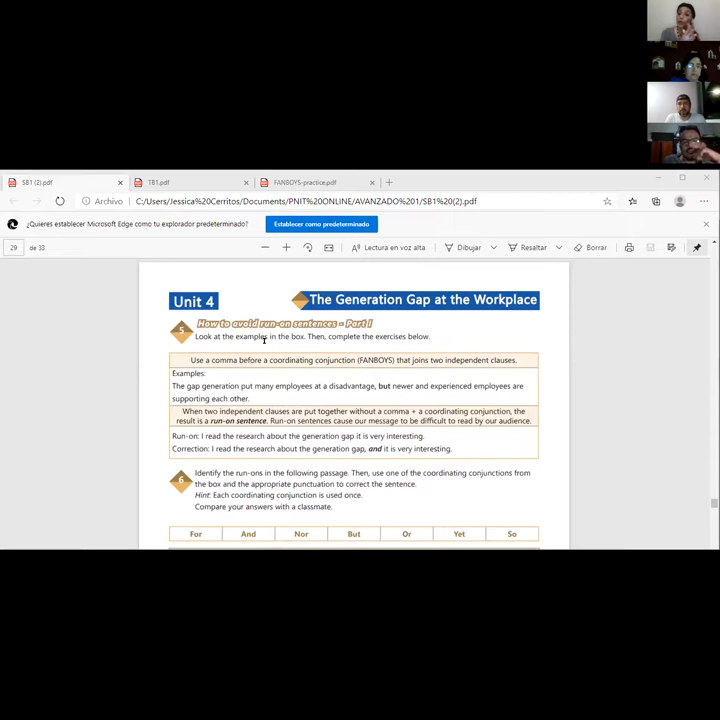 SB1 (2).pdf
TB1.pdf
FANBOYS-practice.pdf
Archivo
C:/Users/Jessica%20Cerritos/Documents/PNIT%20ONLINE/AVANZADO%201/SB1%20(2).pdf
¿Quieres establecer Microsoft Edge como tu explorador predeterminado?
Establecer como predeterminado
29 de 33
Lectura en voz alta
Dibujar
Resaltar
Borrar
Unit 4
The Generation Gap at the Workplace
5
How to avoid run-on sentences - Part I
Look at the examples in the box. Then, complete the exercises below.
Use a comma before a coordinating conjunction (FANBOYS) that joins two independent clauses.
Examples:
The gap generation put many employees at a disadvantage, but newer and experienced employees are
supporting each other.
When two independent clauses are put together without a comma + a coordinating conjunction, the
result is a run-on sentence. Run-on sentences cause our message to be difficult to read by our audience.
Run-on: I read the research about the generation gap it is very interesting.
Correction: I read the research about the generation gap, and it is very interesting.
6
Identify the run-ons in the following passage. Then, use one of the coordinating conjunctions from
the box and the appropriate punctuation to correct the sentence.
Hint: Each coordinating conjunction is used once.
Compare your answers with a classmate.
For And Nor But Or Yet So